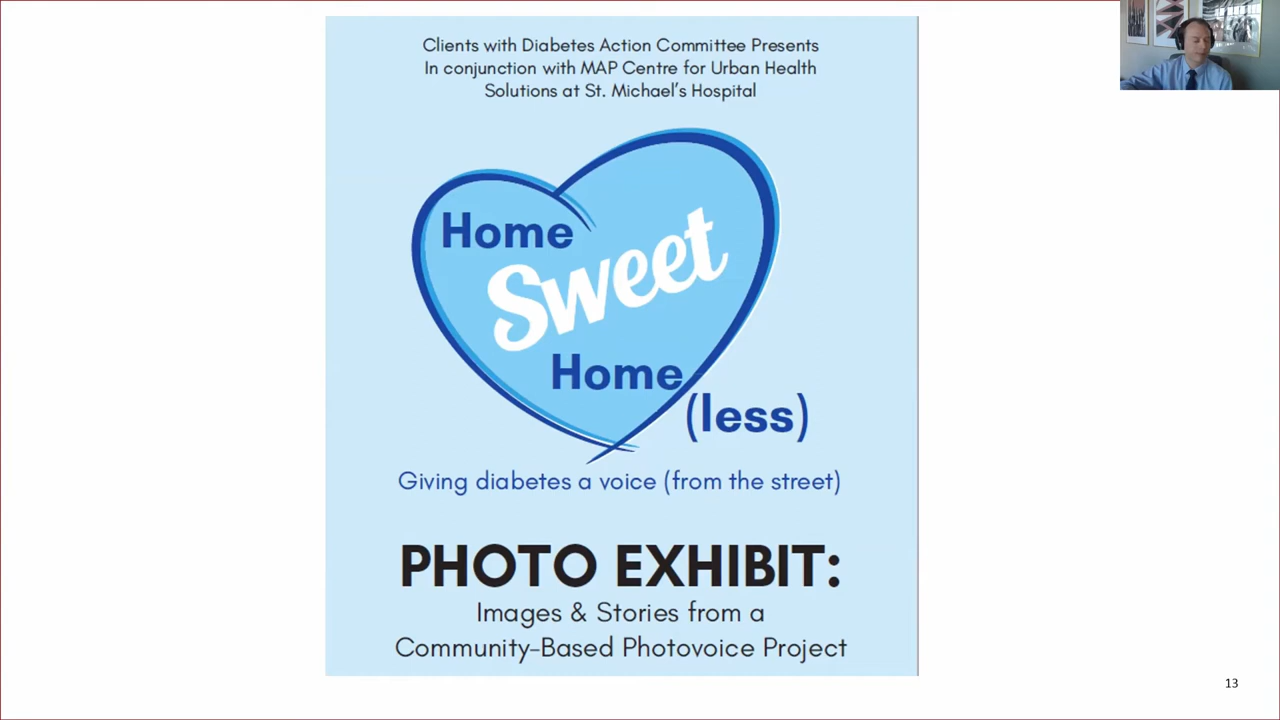 Clients with Diabetes Action Committee Presents
In conjunction with MAP Centre for Urban Health
Solutions at St. Michael's Hospital
Home
Sweet
Home
(less)
Giving diabetes a voice (from the street)
PHOTO EXHIBIT:
Images & Stories from a
Community-Based Photovoice Project
13